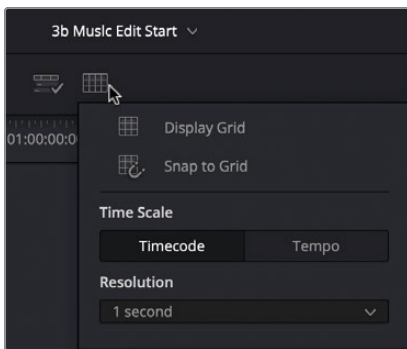 3b Music Edit Start
01:00:00:0
Display Grid
Snap to Grid
Time Scale
Timecode Tempo
Resolution
1 second